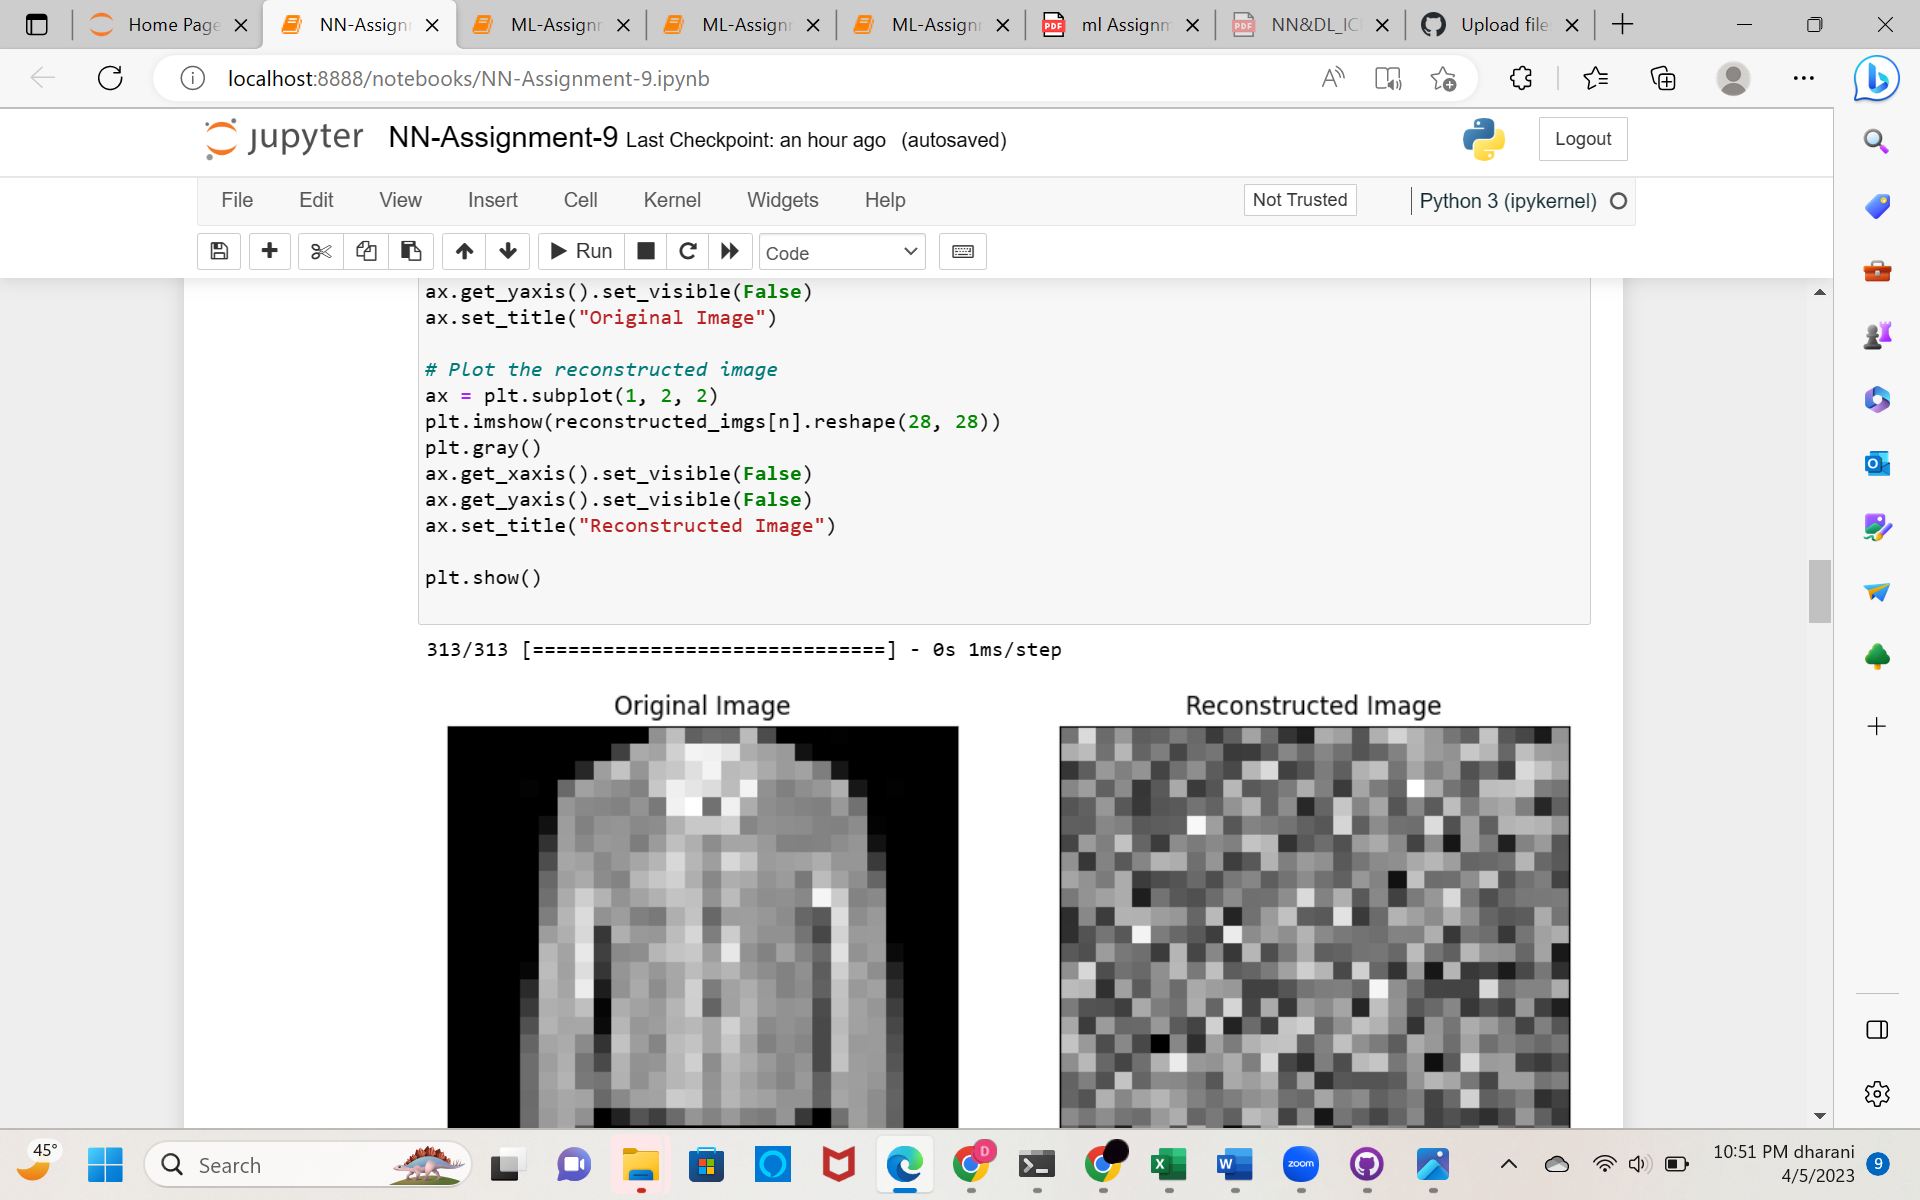 Home Page
NN-Assign
ML-Assign
ML-Assign
ML-Assign
PDF
ml Assignm
PDF
NN&DL_IC
Upload file
localhost:8888/notebooks/NN-Assignment-9.ipynb
jupyter NN-Assignment-9 Last Checkpoint: an hour ago (autosaved)
Logout
File Edit View Insert Cell Kernel Widgets Help
Not Trusted
Python 3 (ipykernel)
Run
Code
ax.get_yaxis().set_visible(False)
ax.set_title("Original Image")
# Plot the reconstructed image
ax = plt.subplot(1, 2, 2)
plt.imshow(reconstructed_imgs[n].reshape(28, 28))
plt.gray()
ax.get_xaxis().set_visible(False)
ax.get_yaxis().set_visible(False)
ax.set_title("Reconstructed Image")
plt.show()
313/313 [==============================] - 0s 1ms/step
Original Image
Reconstructed Image
45°
Search
D
zoom
10:51 PM dharani
4/5/2023
9